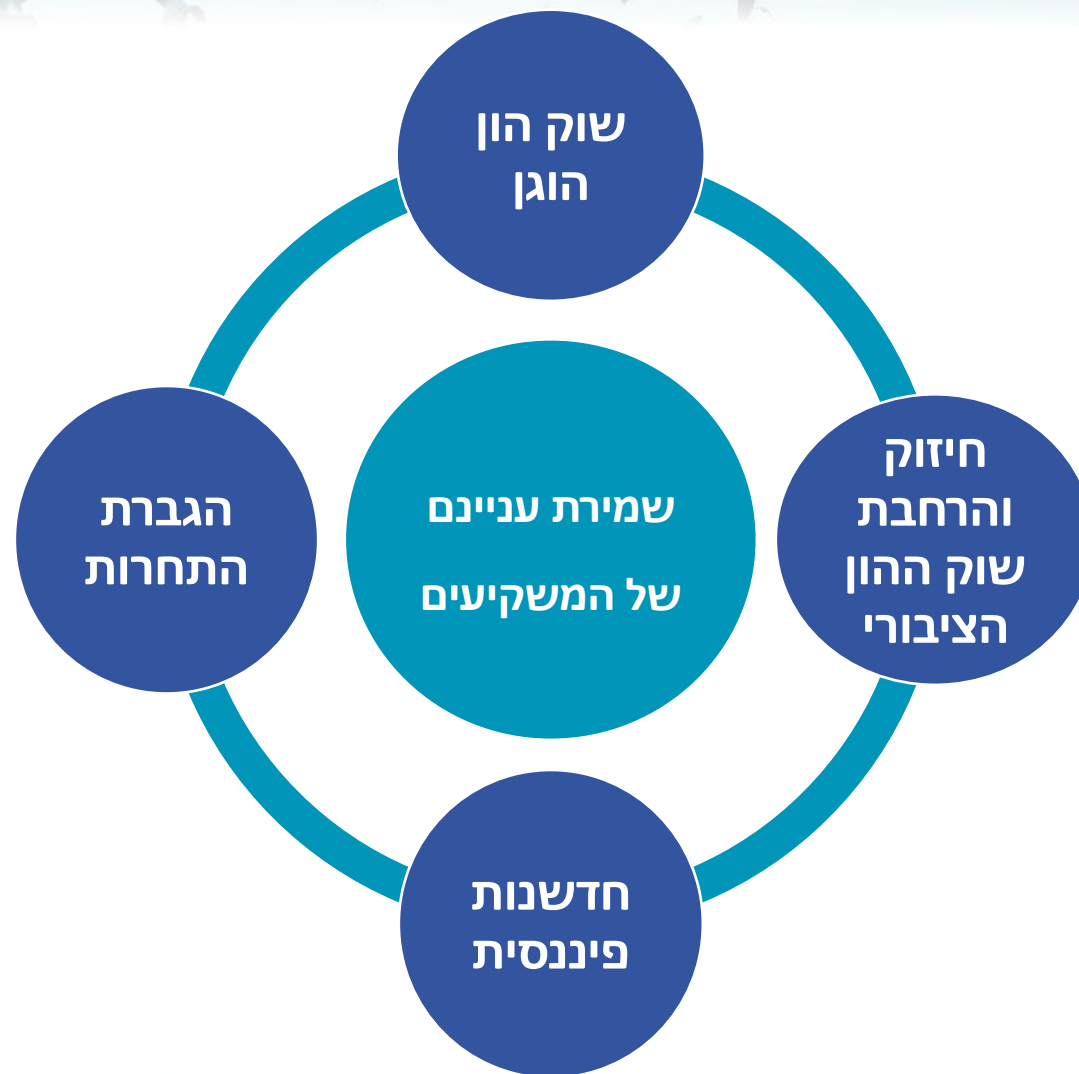 שוק הון
הוגן
חיזוק
והרחבת
שוק ההון
הציבורי
שמירת עניינם
של המשקיעים
הגברת
התחרות
חדשנות
פיננסית